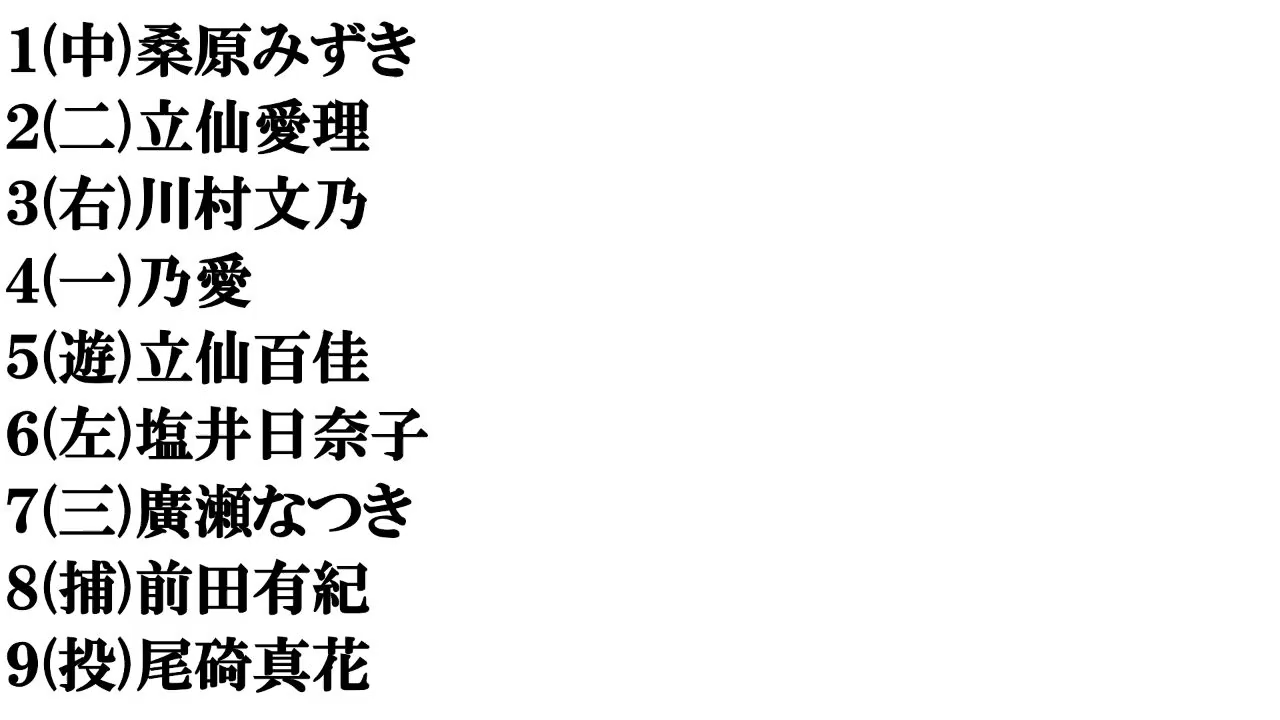 1(中)桑原みずき
2(二)立仙愛理
3(右)川村文乃
4(一)乃愛
5(遊)立仙百佳
6(左)塩井日奈子
7(三)廣瀬なつき
8(捕)前田有紀
9(投)尾碕真花